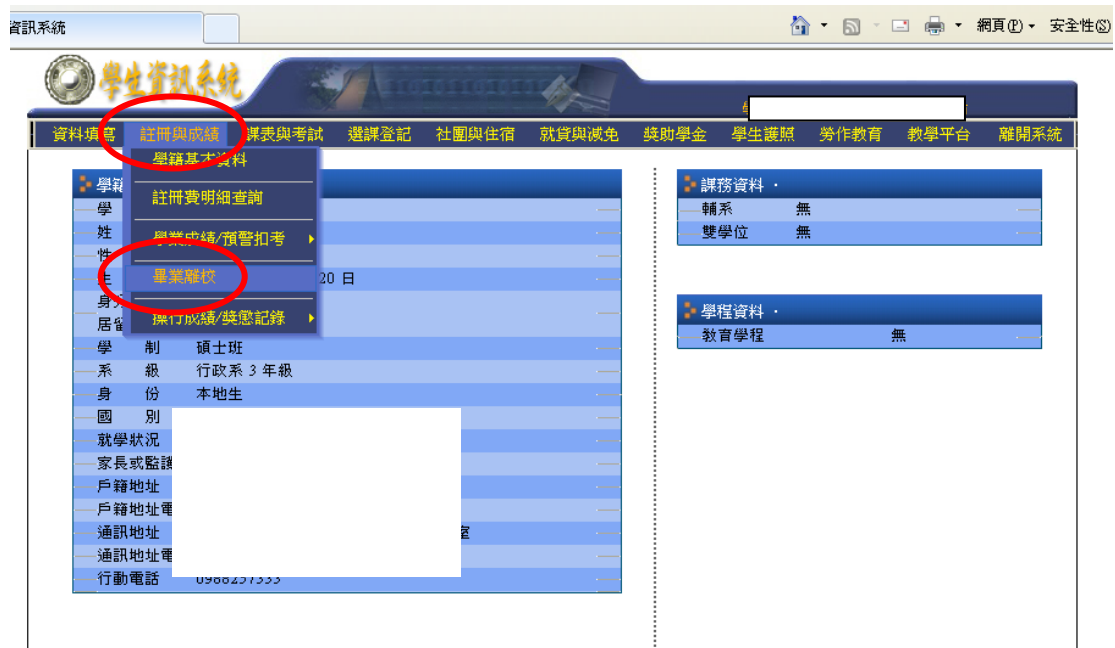 資訊系統
網頁(P) 安全性(S)
學生資訊系統
資料填寫 註冊與成績 課表與考試 選課登記 社團與住宿 就貸與減免 獎助學金 學生護照 勞作教育 教學平台 離開系統
學籍基本資料
註冊費明細查詢
學業成績/預警扣考
畢業離校
操行成績/獎懲記錄
學籍
學
姓
性
生 20 日
身
居留
學 制 碩士班
系 級 行政系 3 年級
身 份 本地生
國 別
就學狀況
家長或監護
戶籍地址
戶籍地址電
通訊地址 室
通訊地址電
行動電話
課務資料 ·
輔系 無
雙學位 無
學程資料 ·
教育學程 無